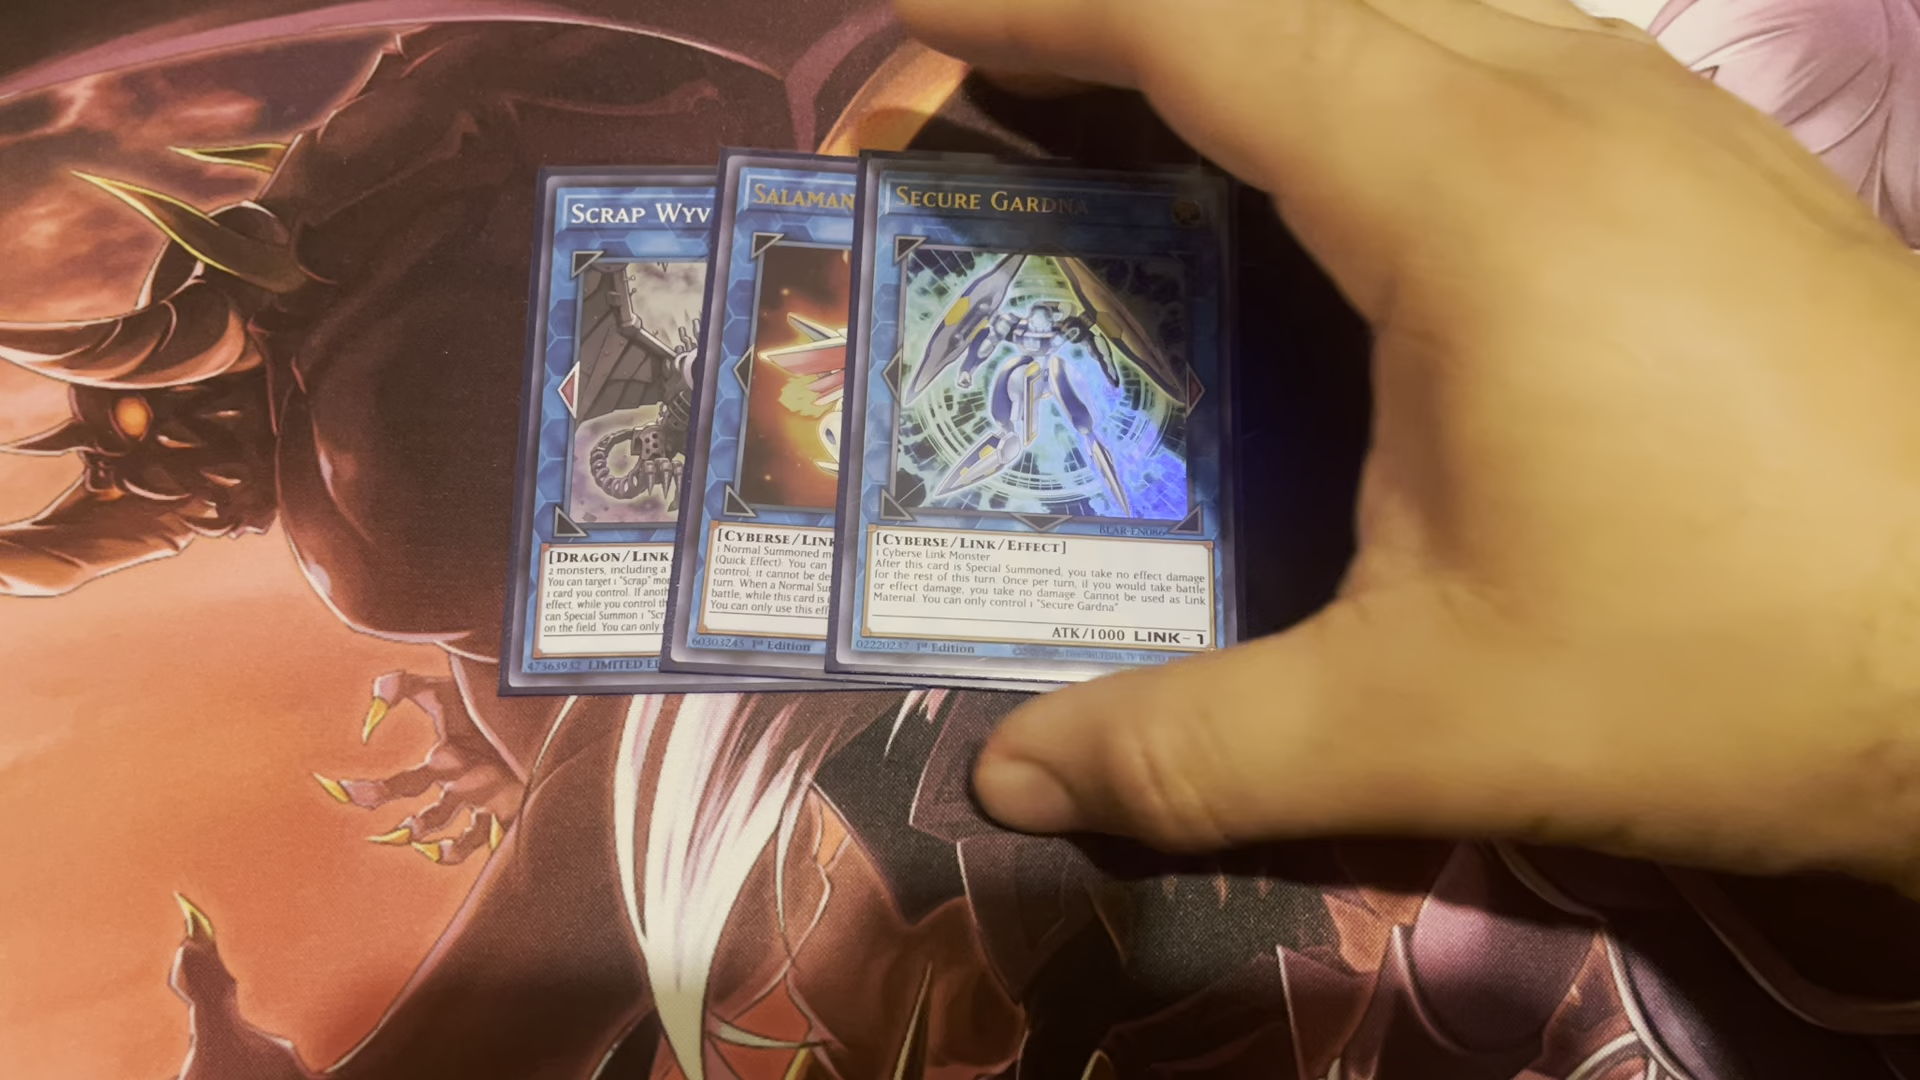 SCRAP WYV
[DRAGON/LINK
2 monsters, including a
You can target 1 "Scrap" mo
1 card you control. If anot
effect, while you control th
can Special Summon 1 "Scr
on the field. You can only
47363932 LIMITED ED
SALAMAN
[CYBERSE/LINK
1 Normal Summoned m
(Quick Effect): You can
control; it cannot be de
turn. When a Normal Su
battle, while this card is
You can only use this eff
60303245 1st Edition
SECURE GARDNA
BLAR-EN086
[CYBERSE/LINK/EFFECT]
1 Cyberse Link Monster
After this card is Special Summoned, you take no effect damage
for the rest of this turn. Once per turn, if you would take battle
or effect damage, you take no damage. Cannot be used as Link
Material. You can only control 1 "Secure Gardna"
ATK/1000 LINK-1
02220237 1st Edition